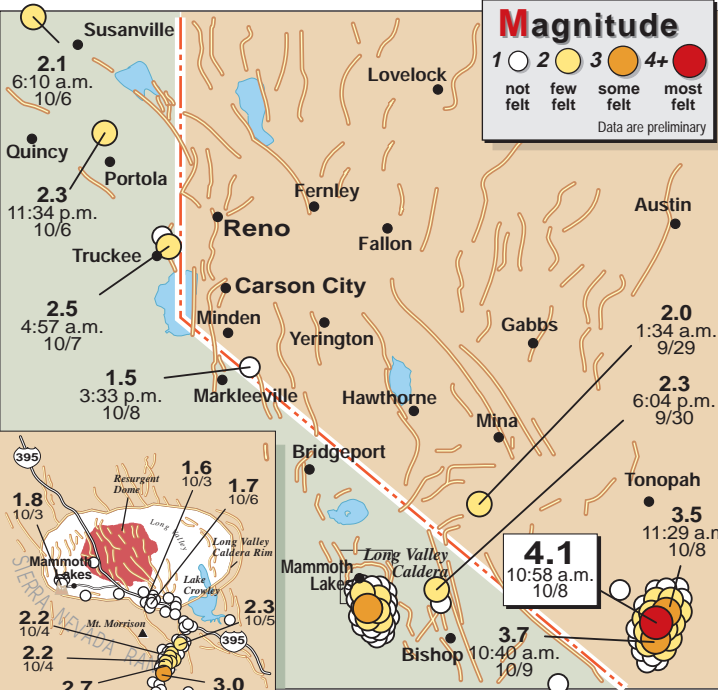 Magnitude
1 2 3 4+
not felt few felt some felt most felt
Data are preliminary
Susanville
2.1
6:10 a.m.
10/6
Lovelock
Quincy
Portola
2.3
11:34 p.m.
10/6
Fernley
Reno
Austin
Fallon
Truckee
Carson City
2.5
4:57 a.m.
10/7
Minden
Yerington
Gabbs
2.0
1:34 a.m.
9/29
1.5
3:33 p.m.
10/8
Markleeville
Hawthorne
2.3
6:04 p.m.
9/30
Mina
Bridgeport
Tonopah
3.5
11:29 a.m
10/8
4.1
10:58 a.m.
10/8
Mammoth
Lakes
Long Valley
Caldera
Bishop
3.7
10:40 a.m.
10/9
395
Resurgent
Dome
1.6
10/3
1.7
10/6
1.8
10/3
Long Valley
Long Valley
Caldera Rim
Mammoth
Lakes
Lake
Crowley
SIERRA NEVADA RAN
Mt. Morrison
2.3
10/5
395
2.2
10/4
2.2
10/4
2.7
3.0